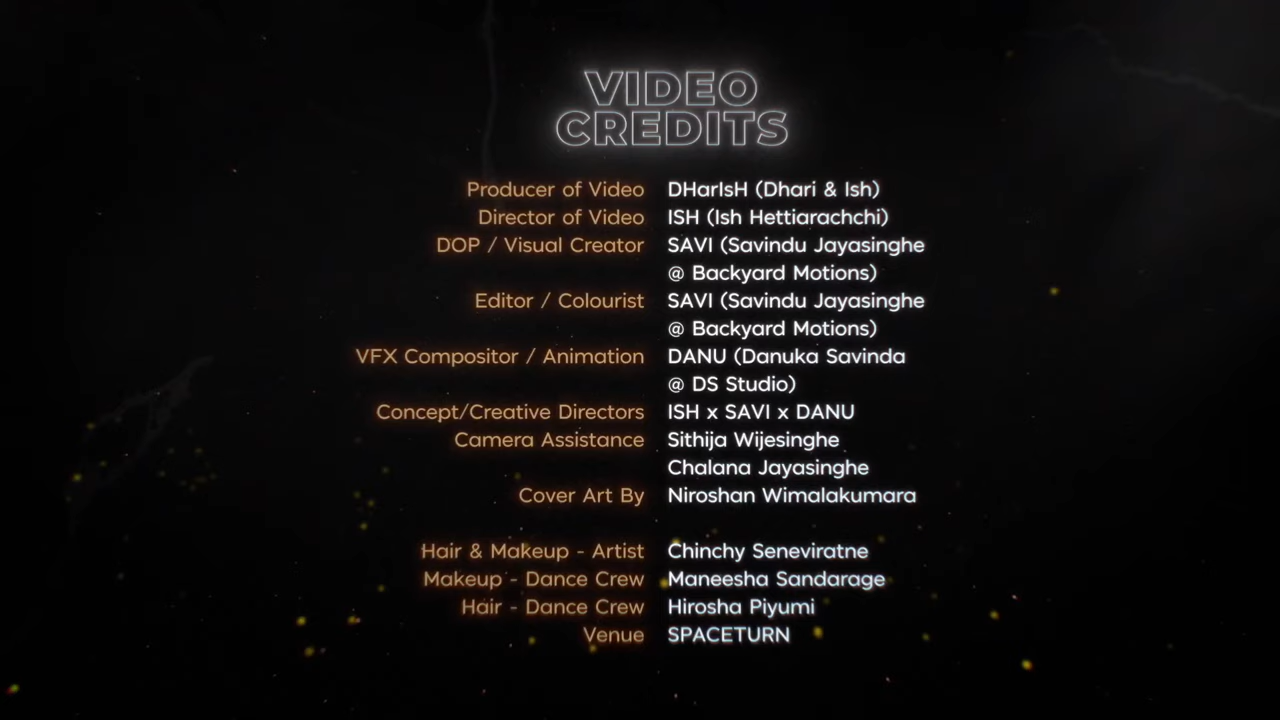 VIDEO
CREDITS
Producer of Video DHarIsH (Dhari & Ish)
Director of Video ISH (Ish Hettiarachchi)
DOP / Visual Creator SAVI (Savindu Jayasinghe
@ Backyard Motions)
Editor / Colourist SAVI (Savindu Jayasinghe
@ Backyard Motions)
VFX Compositor / Animation DANU (Danuka Savinda
@ DS Studio)
Concept/Creative Directors ISH x SAVI x DANU
Camera Assistance Sithija Wijesinghe
Chalana Jayasinghe
Cover Art By Niroshan Wimalakumara
Hair & Makeup - Artist Chinchy Seneviratne
Makeup - Dance Crew Maneesha Sandarage
Hair - Dance Crew Hirosha Piyumi
Venue SPACETURN